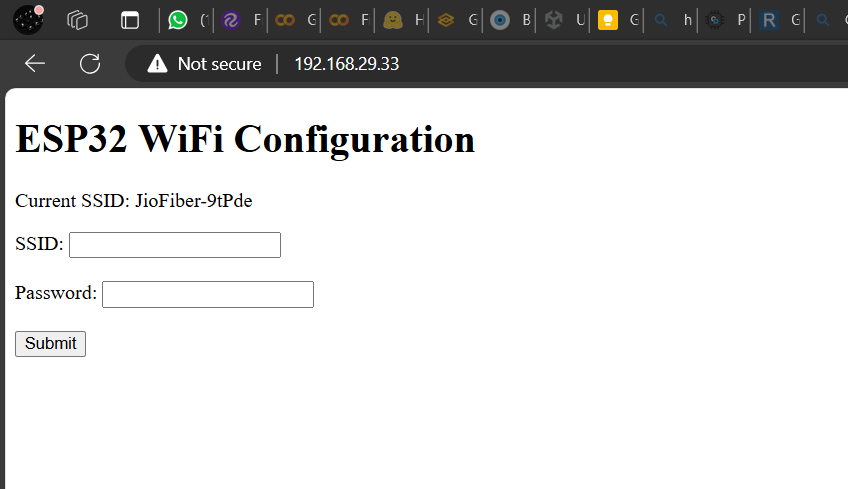 ( F G F H G B U G h P R G
Not secure 192.168.29.33
ESP32 WiFi Configuration
Current SSID: JioFiber-9tPde
SSID:
Password:
Submit